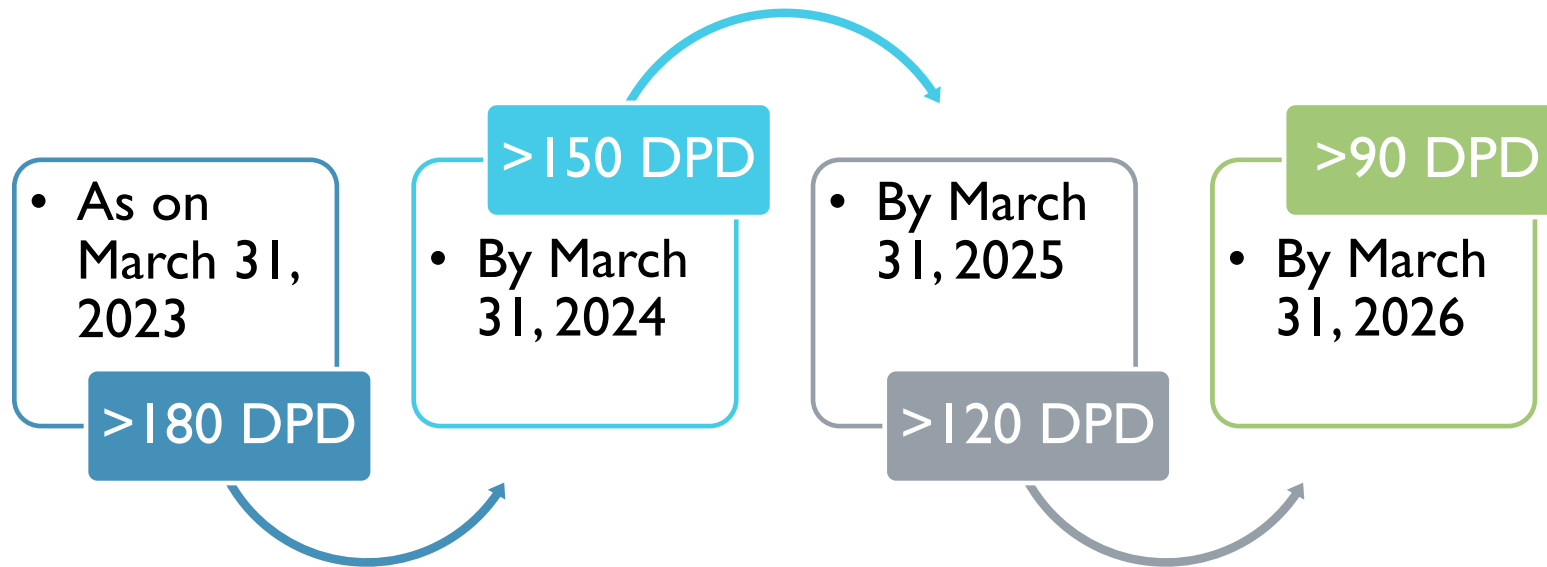 • As on
March 31,
2023
>180 DPD
>150 DPD
• By March
31, 2024
• By March
31, 2025
>120 DPD
>90 DPD
• By March
31, 2026